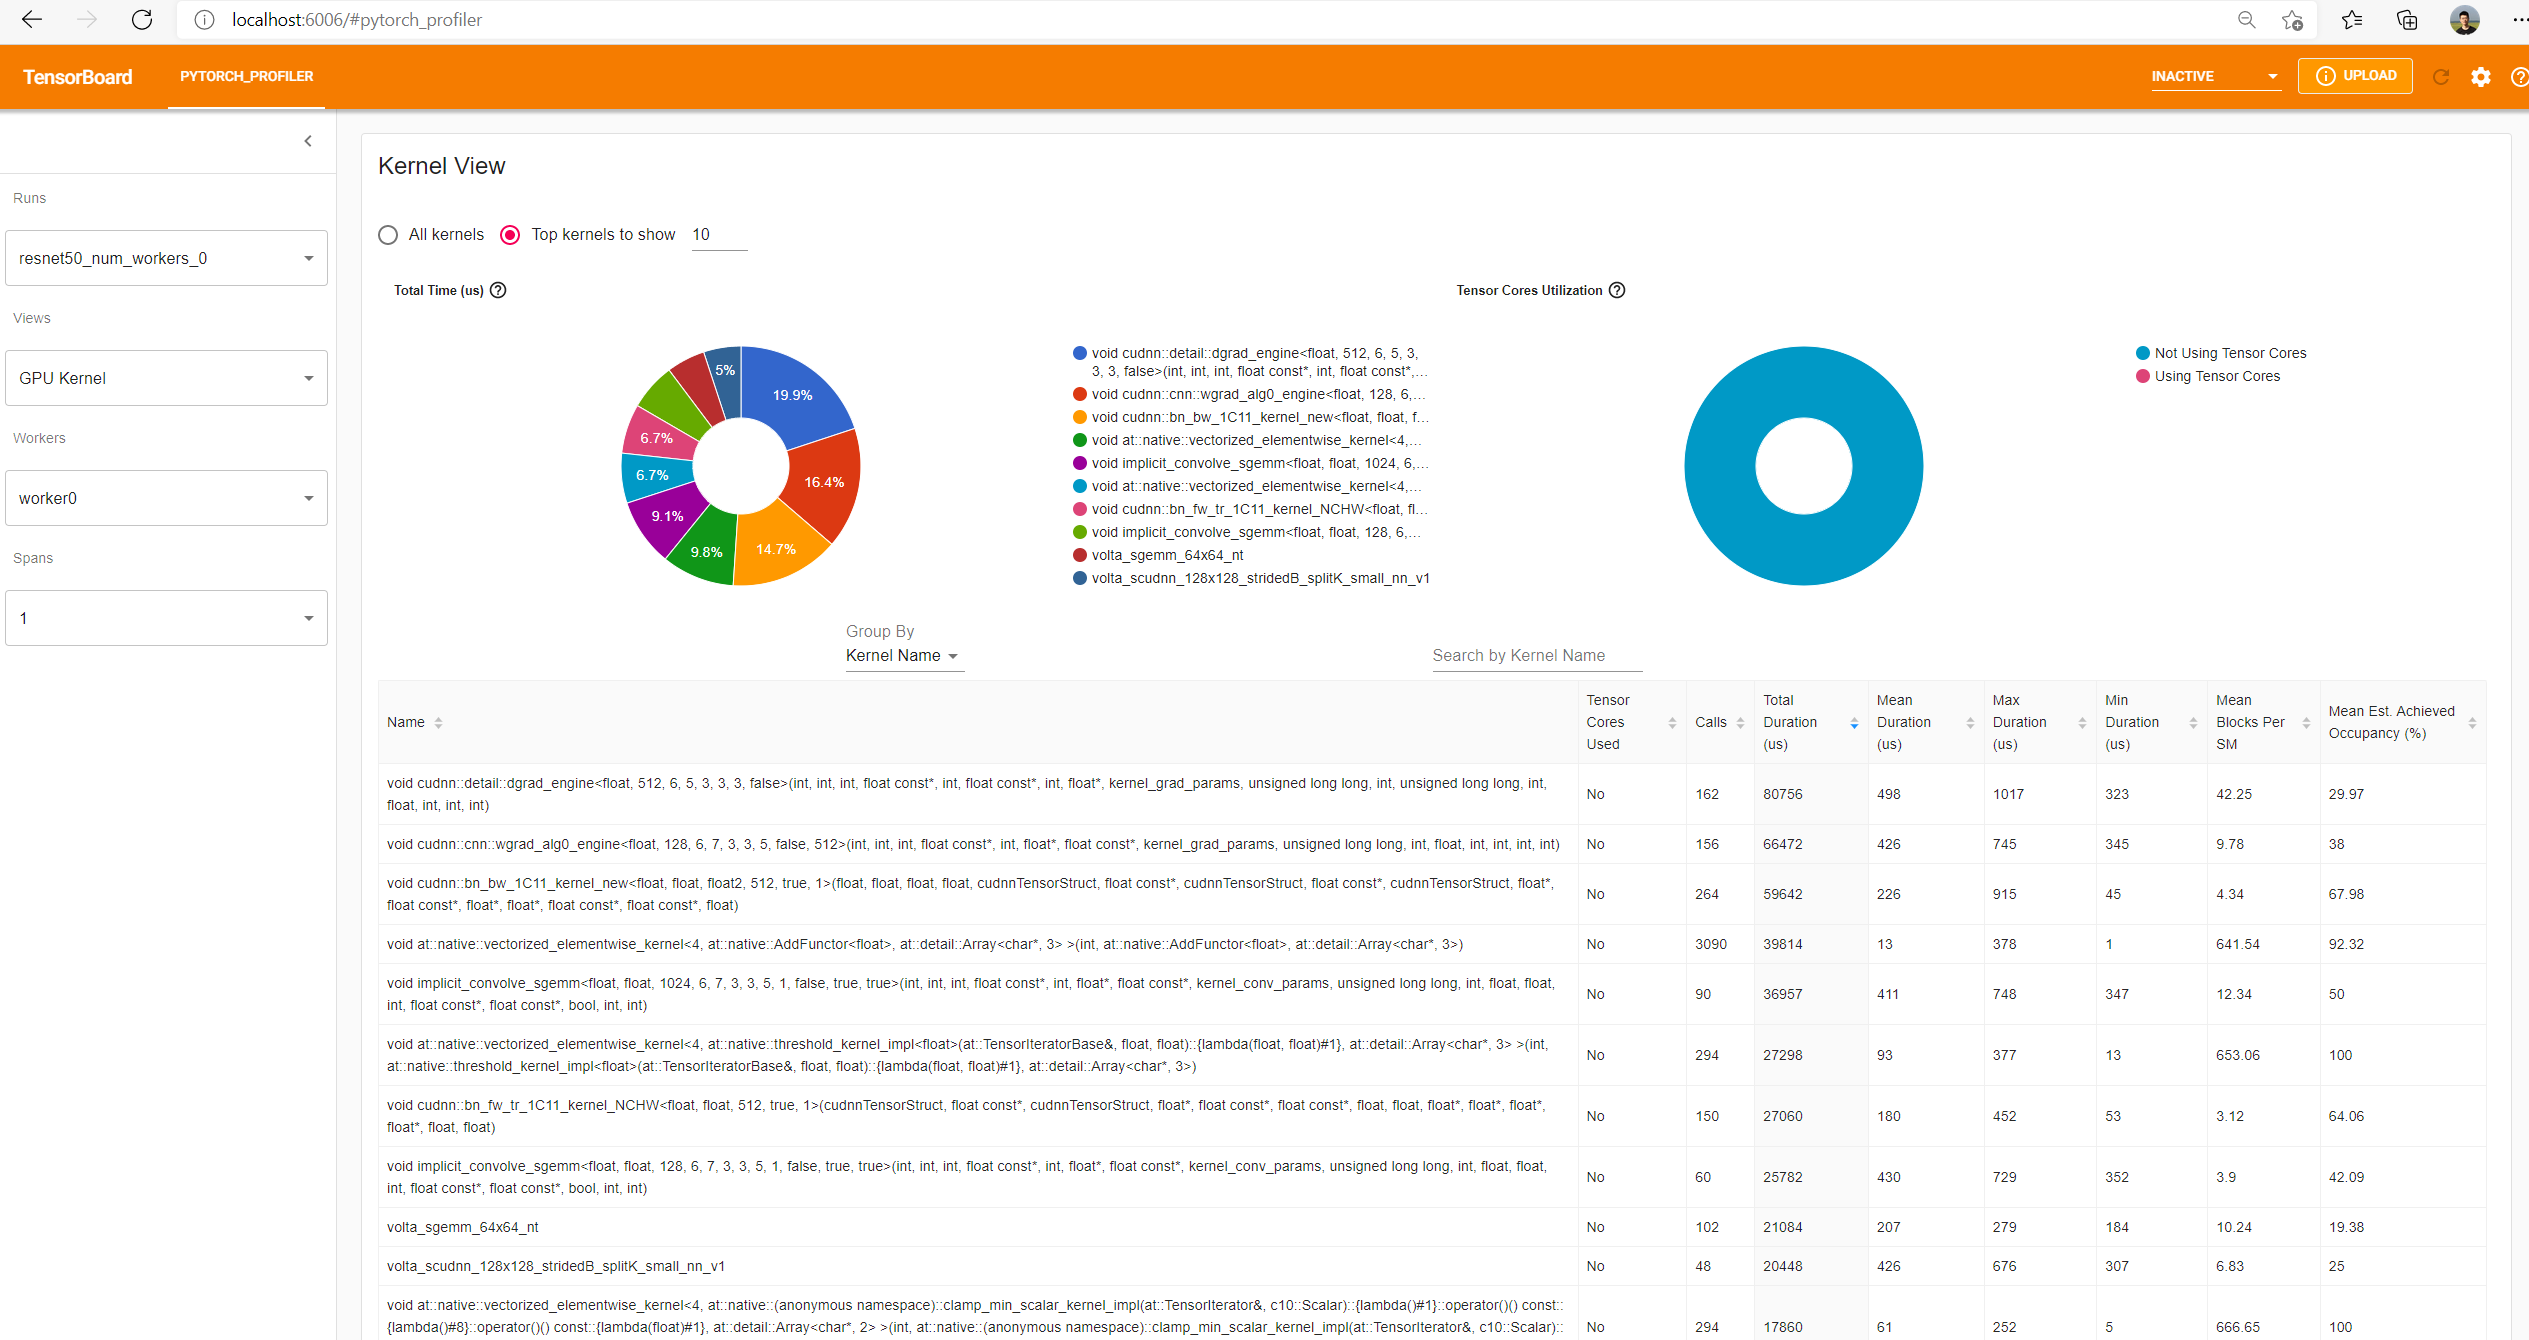 localhost:6006/#pytorch_profiler
TensorBoard
PYTORCH_PROFILER
INACTIVE
UPLOAD
Runs
resnet50_num_workers_0
Views
GPU Kernel
Workers
worker0
Spans
1
Kernel View
All kernels
Top kernels to show
10
Total Time (us)
19.9%
16.4%
14.7%
9.8%
9.1%
6.7%
6.7%
5%
void cudnn::detail::dgrad_engine<float, 512, 6, 5, 3,
3, 3, false>(int, int, int, float const*, int, float const*,...
void cudnn::cnn::wgrad_alg0_engine<float, 128, 6,...
void cudnn::bn_bw_1C11_kernel_new<float, float, f...
void at::native::vectorized_elementwise_kernel<4,...
void implicit_convolve_sgemm<float, float, 1024, 6,...
void at::native::vectorized_elementwise_kernel<4,...
void cudnn::bn_fw_tr_1C11_kernel_NCHW<float, fl...
void implicit_convolve_sgemm<float, float, 128, 6,...
volta_sgemm_64x64_nt
volta_scudnn_128x128_stridedB_splitK_small_nn_v1
Tensor Cores Utilization
Not Using Tensor Cores
Using Tensor Cores
Group By
Kernel Name
Search by Kernel Name
Name
Tensor
Cores
Used
Calls
Total
Duration
(us)
Mean
Duration
(us)
Max
Duration
(us)
Min
Duration
(us)
Mean
Blocks Per
SM
Mean Est. Achieved
Occupancy (%)
void cudnn::detail::dgrad_engine<float, 512, 6, 5, 3, 3, 3, false>(int, int, int, float const*, int, float const*, int, float*, kernel_grad_params, unsigned long long, int, unsigned long long, int,
float, int, int, int)
No 162 80756 498 1017 323 42.25 29.97
void cudnn::cnn::wgrad_alg0_engine<float, 128, 6, 7, 3, 3, 5, false, 512>(int, int, int, float const*, int, float*, float const*, kernel_grad_params, unsigned long long, int, float, int, int, int, int)
No 156 66472 426 745 345 9.78 38
void cudnn::bn_bw_1C11_kernel_new<float, float, float2, 512, true, 1>(float, float, float, float, cudnnTensorStruct, float const*, cudnnTensorStruct, float const*, cudnnTensorStruct, float*,
float const*, float*, float*, float const*, float const*, float)
No 264 59642 226 915 45 4.34 67.98
void at::native::vectorized_elementwise_kernel<4, at::native::AddFunctor<float>, at::detail::Array<char*, 3> >(int, at::native::AddFunctor<float>, at::detail::Array<char*, 3>)
No 3090 39814 13 378 1 641.54 92.32
void implicit_convolve_sgemm<float, float, 1024, 6, 7, 3, 3, 5, 1, false, true, true>(int, int, int, float const*, int, float*, float const*, kernel_conv_params, unsigned long long, int, float, float,
int, float const*, float const*, bool, int, int)
No 90 36957 411 748 347 12.34 50
void at::native::vectorized_elementwise_kernel<4, at::native::threshold_kernel_impl<float>(at::TensorIteratorBase&, float, float)::{lambda(float, float)#1}, at::detail::Array<char*, 3> >(int,
at::native::threshold_kernel_impl<float>(at::TensorIteratorBase&, float, float)::{lambda(float, float)#1}, at::detail::Array<char*, 3>)
No 294 27298 93 377 13 653.06 100
void cudnn::bn_fw_tr_1C11_kernel_NCHW<float, float, 512, true, 1>(cudnnTensorStruct, float const*, cudnnTensorStruct, float*, float const*, float const*, float, float, float*, float*, float*,
float*, float, float)
No 150 27060 180 452 53 3.12 64.06
void implicit_convolve_sgemm<float, float, 128, 6, 7, 3, 3, 5, 1, false, true, true>(int, int, int, float const*, int, float*, float const*, kernel_conv_params, unsigned long long, int, float, float,
int, float const*, float const*, bool, int, int)
No 60 25782 430 729 352 3.9 42.09
volta_sgemm_64x64_nt
No 102 21084 207 279 184 10.24 19.38
volta_scudnn_128x128_stridedB_splitK_small_nn_v1
No 48 20448 426 676 307 6.83 25
void at::native::vectorized_elementwise_kernel<4, at::native::(anonymous namespace)::clamp_min_scalar_kernel_impl(at::TensorIterator&, c10::Scalar)::{lambda()#1}::operator()() const::
{lambda()#8}::operator()() const::{lambda(float)#1}, at::detail::Array<char*, 2> >(int, at::native::(anonymous namespace)::clamp_min_scalar_kernel_impl(at::TensorIterator&, c10::Scalar)::
No 294 17860 61 252 5 666.65 100